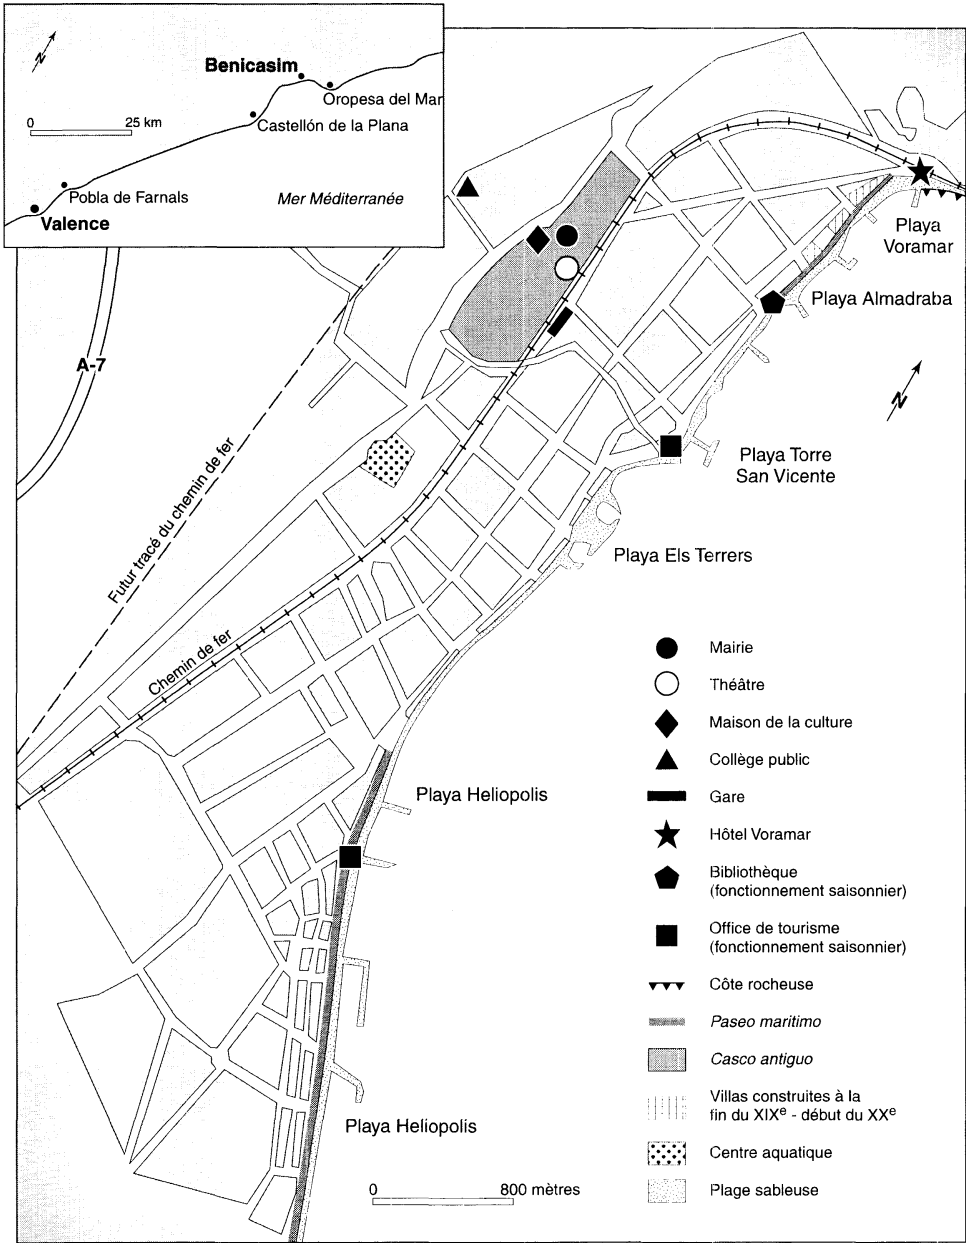 N
Benicasim
Oropesa del Mar
0 25 km
Castellón de la Plana
Pobla de Farnals
Mer Méditerranée
Valence
Playa
Voramar
Playa Almadraba
A-7
N
Playa Torre
San Vicente
Futur tracé du chemin de fer
Playa Els Terrers
Chemin de fer
Playa Heliopolis
Playa Heliopolis
Mairie
Théâtre
Maison de la culture
Collège public
Gare
Hôtel Voramar
Bibliothèque
(fonctionnement saisonnier)
Office de tourisme
(fonctionnement saisonnier)
Côte rocheuse
Paseo maritimo
Casco antiguo
Villas construites à la
fin du XIXe - début du XXe
Centre aquatique
Plage sableuse
0 800 mètres